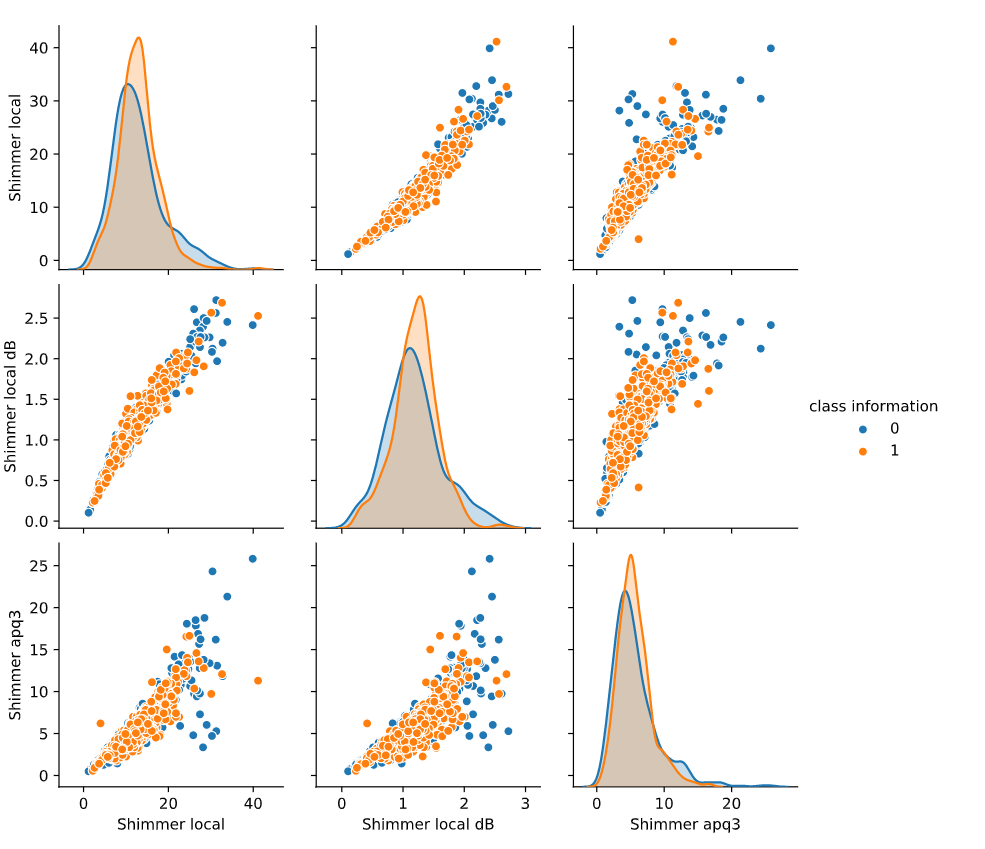 40
30
20
10
0
Shimmer local
2.5
2.0
1.5
1.0
0.5
0.0
Shimmer local dB
class information
0
1
25
20
15
10
5
0
Shimmer apq3
0 20 40
0 1 2 3
0 10 20
Shimmer local
Shimmer local dB
Shimmer apq3